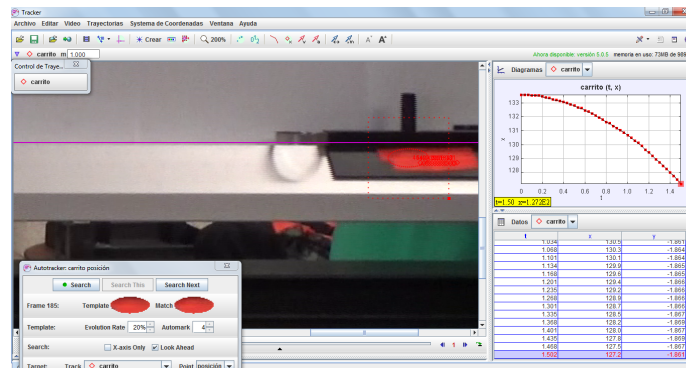 Tracker
Archivo Editar Video Trayectorias Sistema de Coordenadas Ventana Ayuda
Crear 200%
carrito m 1.000
Ahora disponible: versión 5.0.5 memoria en uso: 73MB de 989
Control de Traye...
carrito
Diagramas carrito
carrito (t, x)
133
132
131
130
129
128
x
0 0.2 0.4 0.6 0.8 1.0 1.2 1.4
t
t=1.50 x=1.272E2
Datos carrito
t x y
1.034 130.5 -1.861
1.068 130.3 -1.864
1.101 130.1 -1.864
1.134 129.9 -1.865
1.168 129.6 -1.865
1.201 129.4 -1.866
1.235 129.2 -1.866
1.268 128.9 -1.866
1.301 128.7 -1.866
1.335 128.5 -1.867
1.368 128.2 -1.869
1.401 128.0 -1.867
1.435 127.8 -1.869
1.468 127.5 -1.867
1.502 127.2 -1.861
Autotracker: carrito posición
Search Search This Search Next
Frame 185: Template Match
Template: Evolution Rate 20% Automark 4
Search: X-axis Only Look Ahead
Target: Track carrito Point posición
1